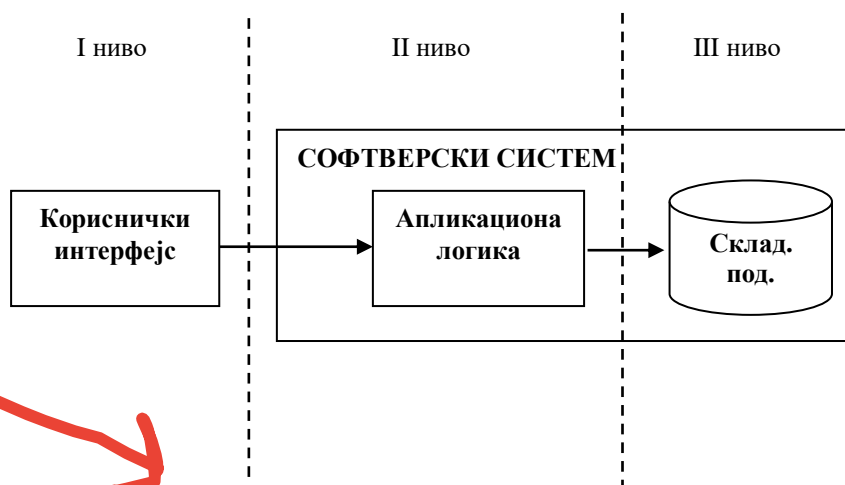 I ниво
II ниво
III ниво
СОФТВЕРСКИ СИСТЕМ
Кориснички
интерфејс
Апликациона
логика
Склад.
под.